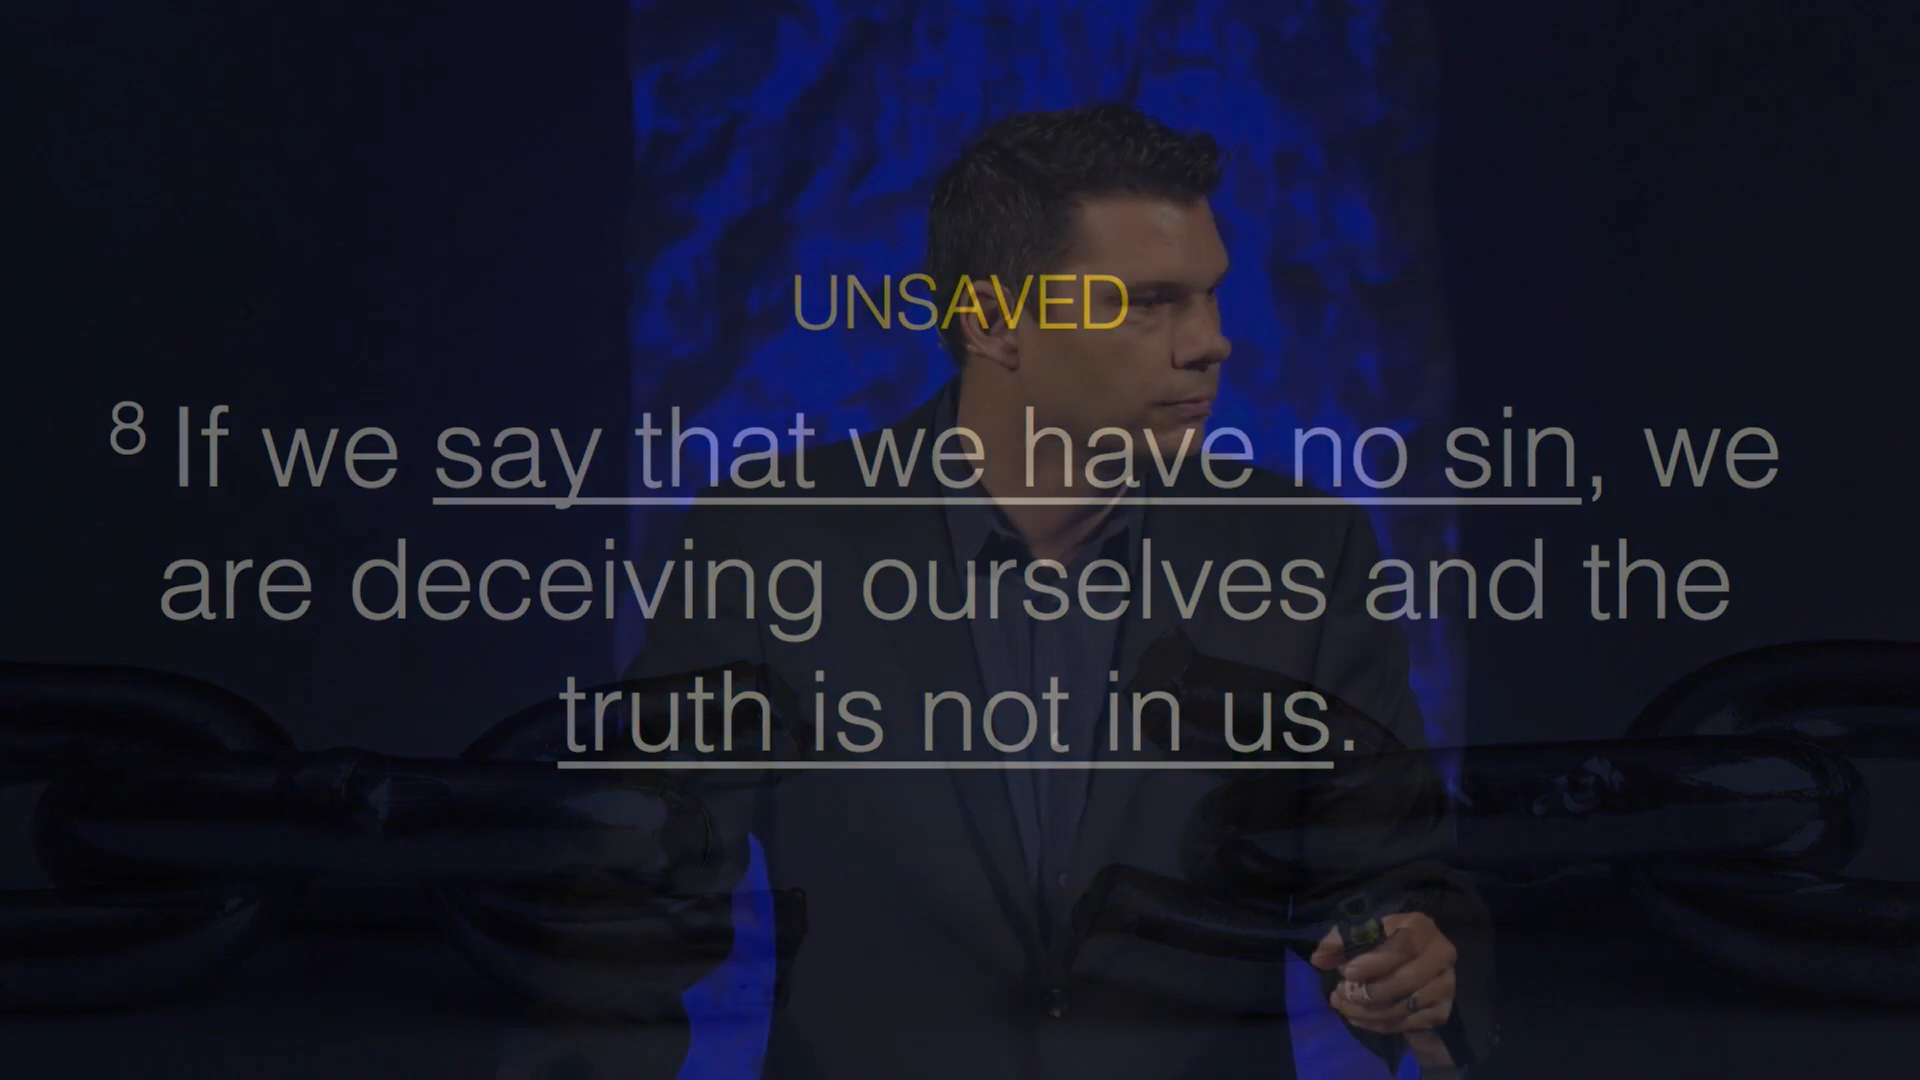 UNSAVED
8 If we say that we have no sin, we
are deceiving ourselves and the
truth is not in us.